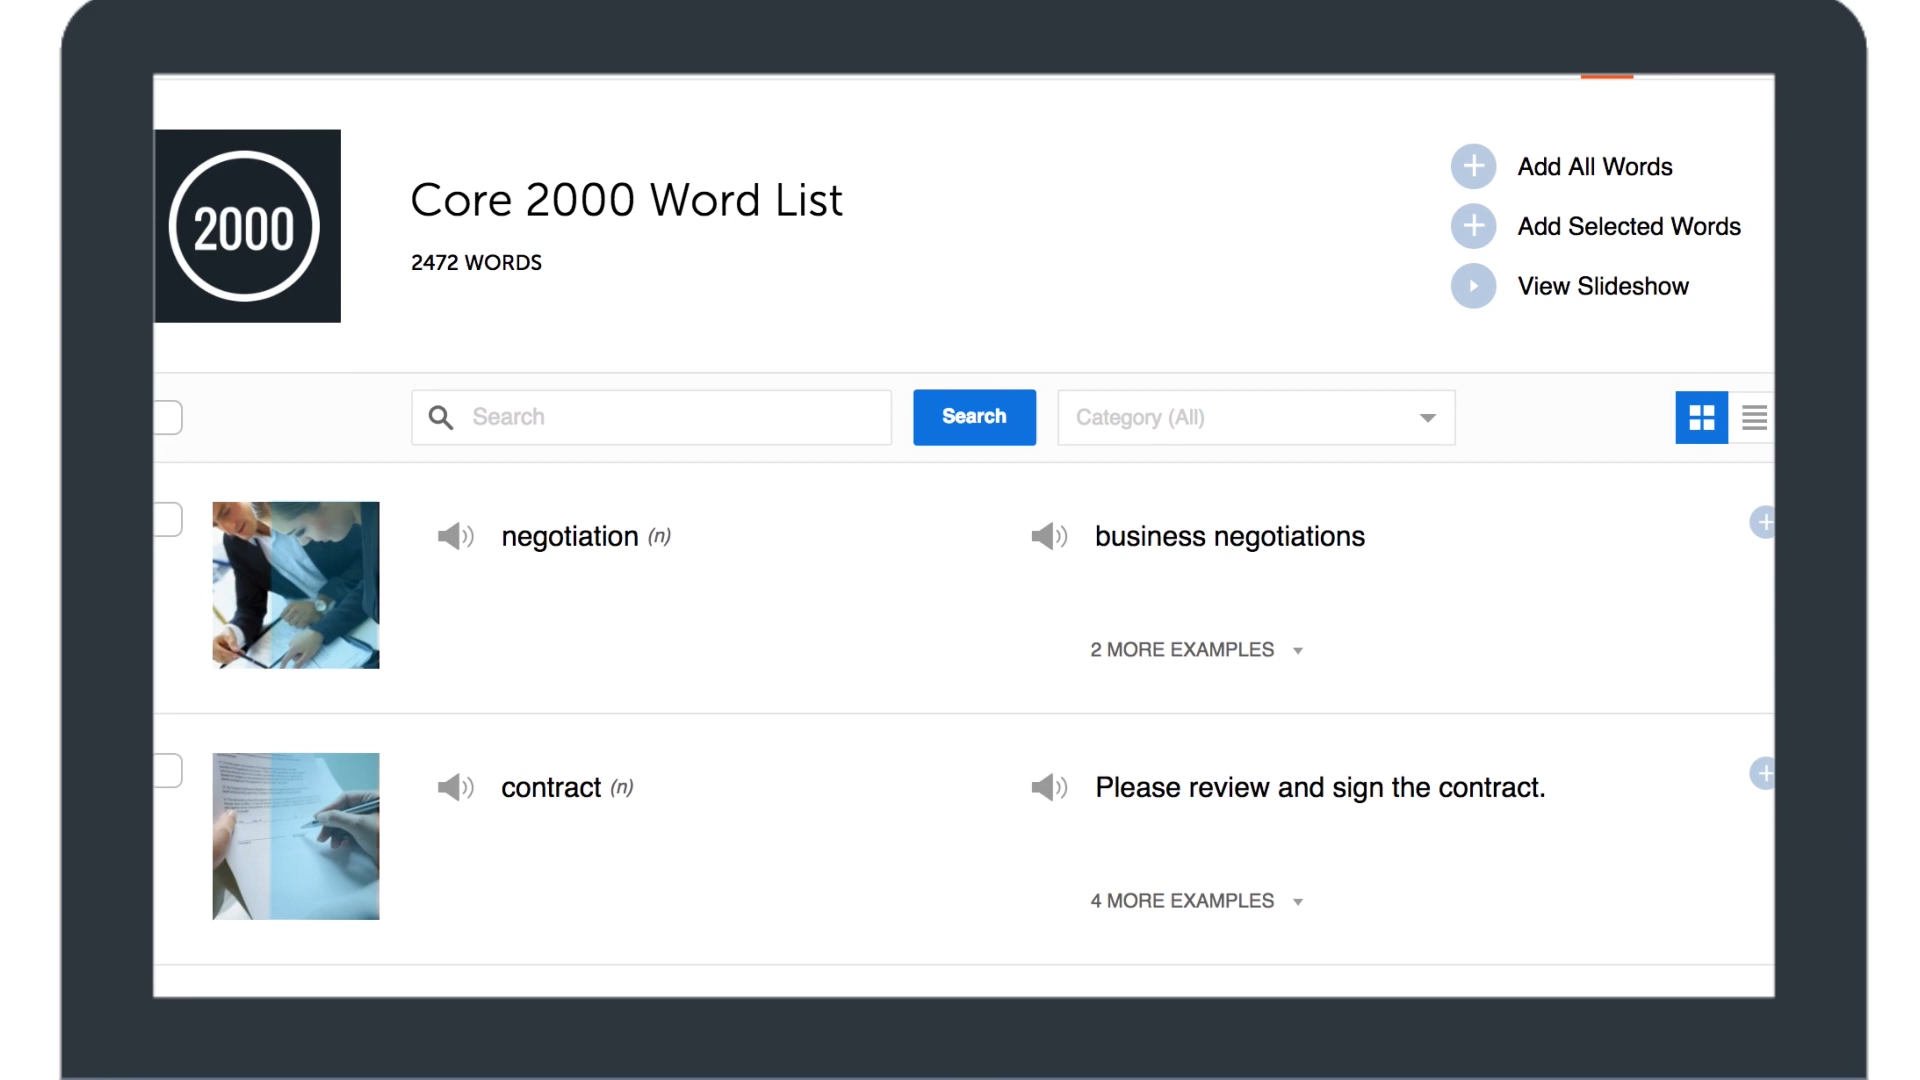 2000
Core 2000 Word List
2472 WORDS
Add All Words
Add Selected Words
View Slideshow
Search
Search
Category (All)
negotiation (n)
business negotiations
2 MORE EXAMPLES
contract (n)
Please review and sign the contract.
4 MORE EXAMPLES